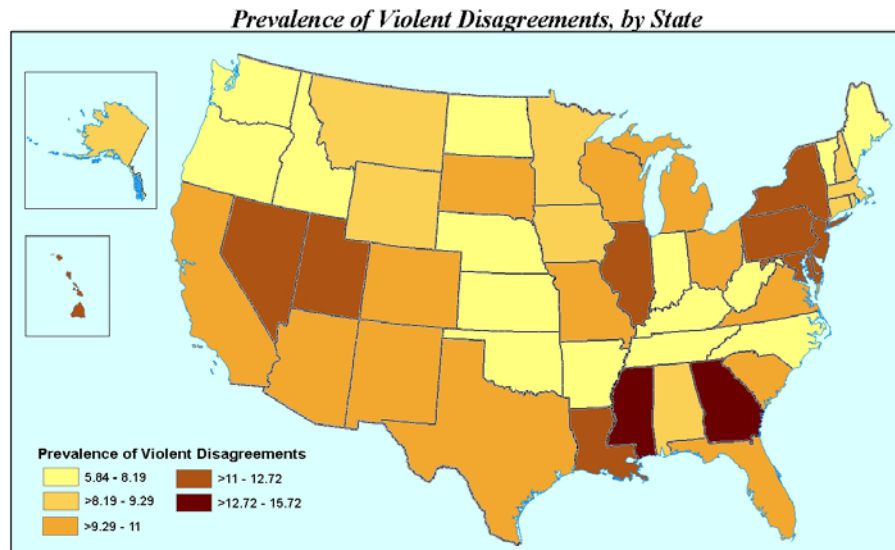 Prevalence of Violent Disagreements, by State
Prevalence of Violent Disagreements
5.84 - 8.19
>8.19 - 9.29
>9.29 - 11
>11 - 12.72
>12.72 - 15.72